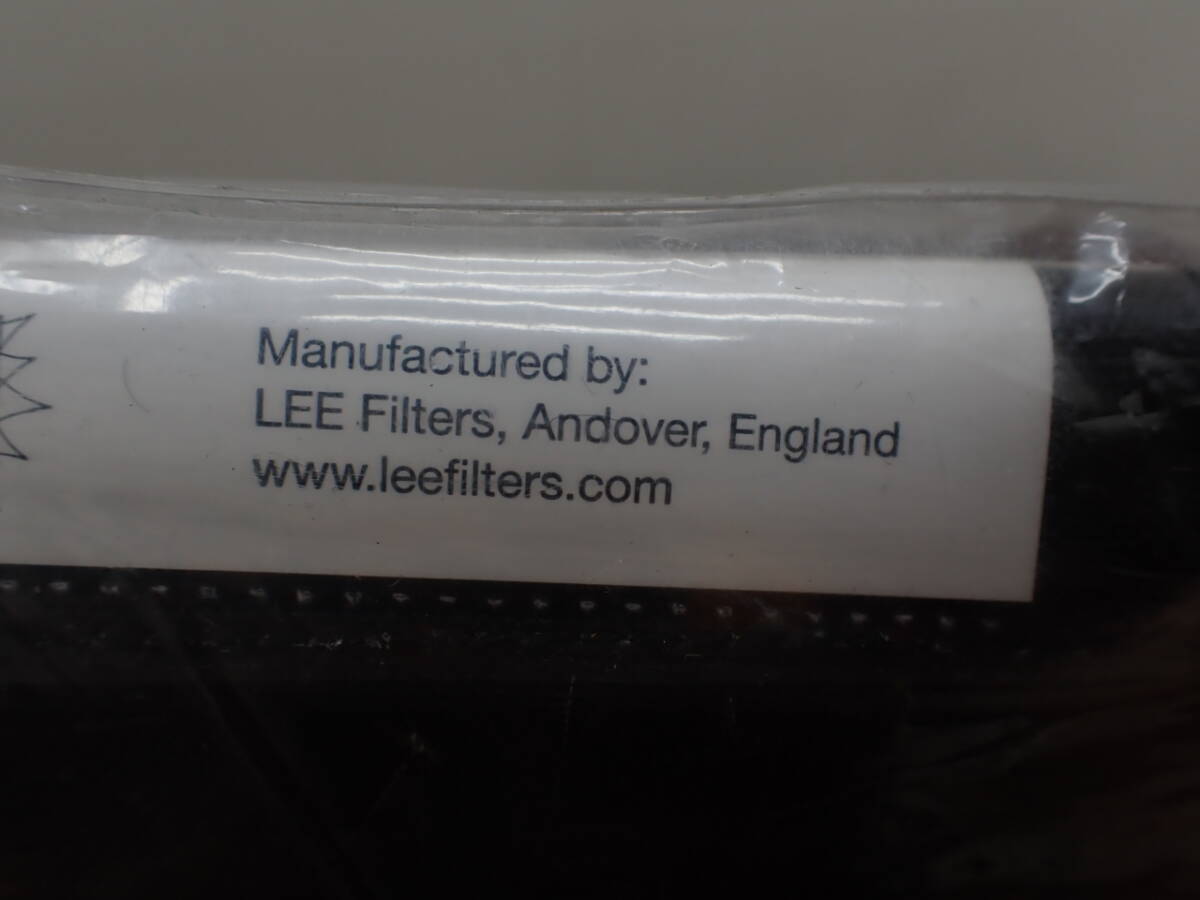 Manufactured by:
LEE Filters, Andover, England
www.leefilters.com